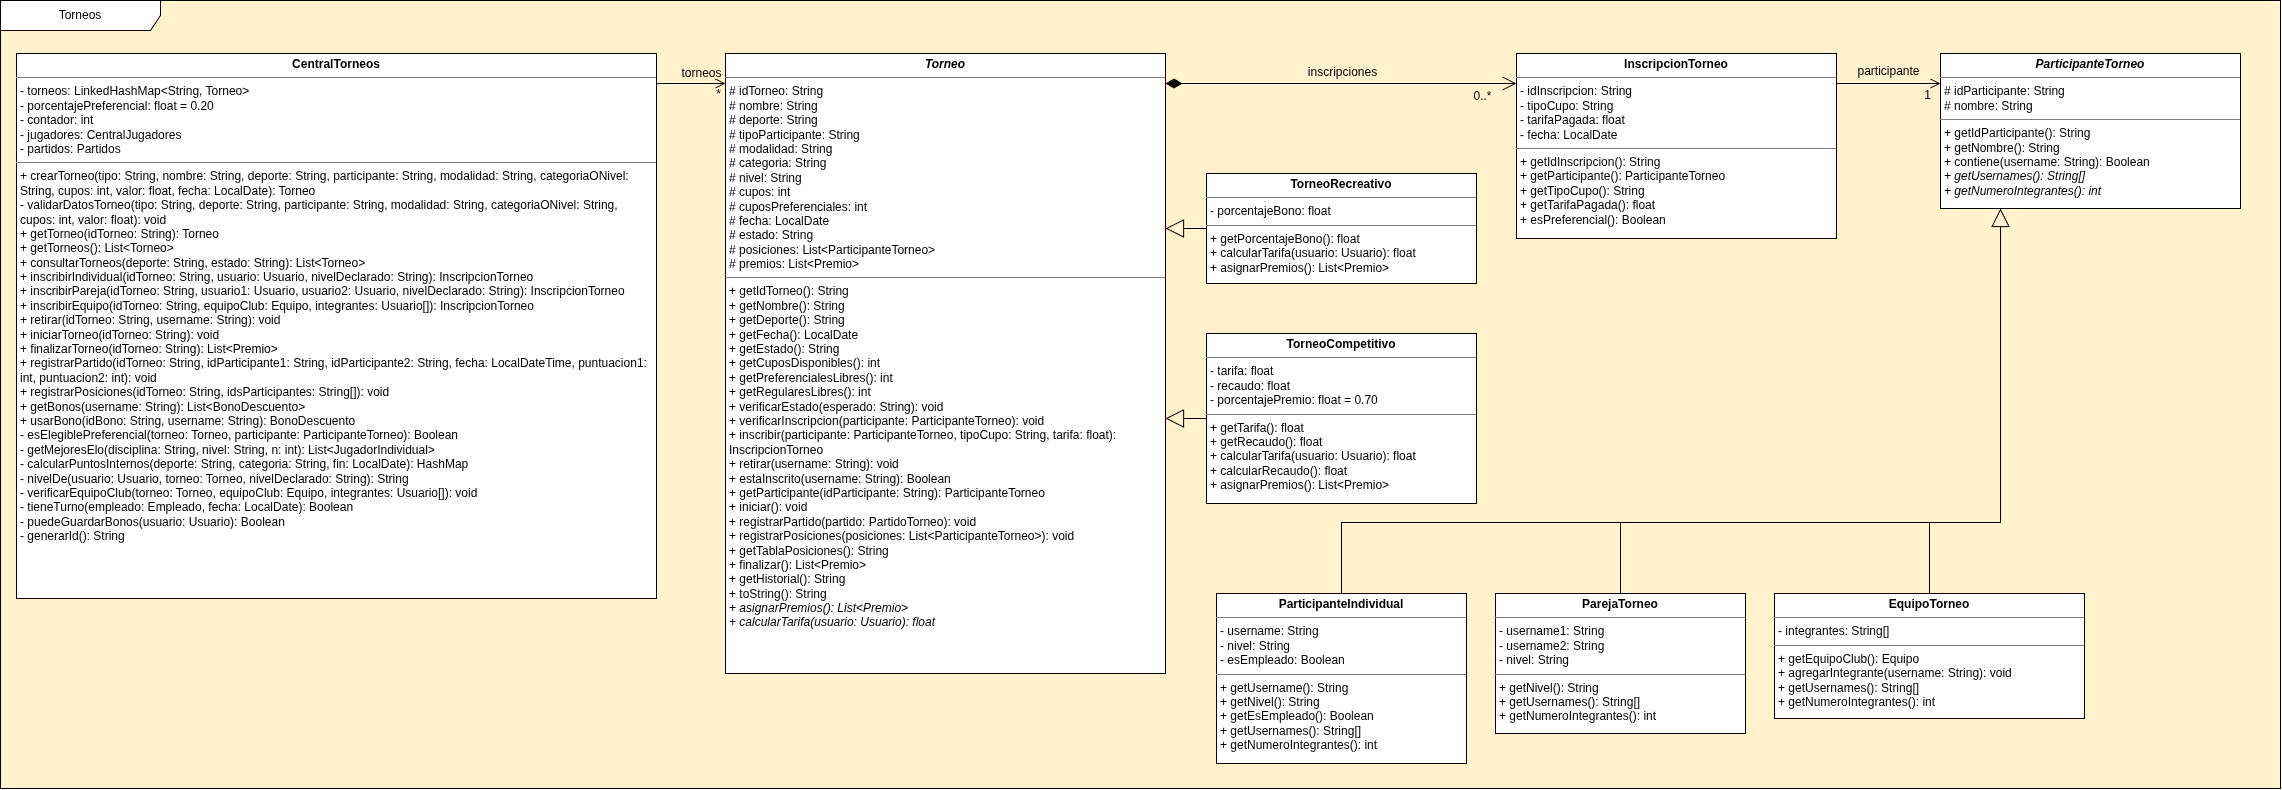 Torneos
CentralTorneos
- torneos: LinkedHashMap<String, Torneo>
- porcentajePreferencial: float = 0.20
- contador: int
- jugadores: CentralJugadores
- partidos: Partidos
+ crearTorneo(tipo: String, nombre: String, deporte: String, participante: String, modalidad: String, categoriaONivel:
String, cupos: int, valor: float, fecha: LocalDate): Torneo
- validarDatosTorneo(tipo: String, deporte: String, participante: String, modalidad: String, categoriaONivel: String,
cupos: int, valor: float): void
+ getTorneo(idTorneo: String): Torneo
+ getTorneos(): List<Torneo>
+ consultarTorneos(deporte: String, estado: String): List<Torneo>
+ inscribirIndividual(idTorneo: String, usuario: Usuario, nivelDeclarado: String): InscripcionTorneo
+ inscribirPareja(idTorneo: String, usuario1: Usuario, usuario2: Usuario, nivelDeclarado: String): InscripcionTorneo
+ inscribirEquipo(idTorneo: String, equipoClub: Equipo, integrantes: Usuario[]): InscripcionTorneo
+ retirar(idTorneo: String, username: String): void
+ iniciarTorneo(idTorneo: String): void
+ finalizarTorneo(idTorneo: String): List<Premio>
+ registrarPartido(idTorneo: String, idParticipante1: String, idParticipante2: String, fecha: LocalDateTime, puntuacion1:
int, puntuacion2: int): void
+ registrarPosiciones(idTorneo: String, idsParticipantes: String[]): void
+ getBonos(username: String): List<BonoDescuento>
+ usarBono(idBono: String, username: String): BonoDescuento
- esElegiblePreferencial(torneo: Torneo, participante: ParticipanteTorneo): Boolean
- getMejoresElo(disciplina: String, nivel: String, n: int): List<JugadorIndividual>
- calcularPuntosInternos(deporte: String, categoria: String, fin: LocalDate): HashMap
- nivelDe(usuario: Usuario, torneo: Torneo, nivelDeclarado: String): String
- verificarEquipoClub(torneo: Torneo, equipoClub: Equipo, integrantes: Usuario[]): void
- tieneTurno(empleado: Empleado, fecha: LocalDate): Boolean
- puedeGuardarBonos(usuario: Usuario): Boolean
- generarId(): String
torneos
*
Torneo
# idTorneo: String
# nombre: String
# deporte: String
# tipoParticipante: String
# modalidad: String
# categoria: String
# nivel: String
# cupos: int
# cuposPreferenciales: int
# fecha: LocalDate
# estado: String
# posiciones: List<ParticipanteTorneo>
# premios: List<Premio>
+ getIdTorneo(): String
+ getNombre(): String
+ getDeporte(): String
+ getFecha(): LocalDate
+ getEstado(): String
+ getCuposDisponibles(): int
+ getPreferencialesLibres(): int
+ getRegularesLibres(): int
+ verificarEstado(esperado: String): void
+ verificarInscripcion(participante: ParticipanteTorneo): void
+ inscribir(participante: ParticipanteTorneo, tipoCupo: String, tarifa: float):
InscripcionTorneo
+ retirar(username: String): void
+ estaInscrito(username: String): Boolean
+ getParticipante(idParticipante: String): ParticipanteTorneo
+ iniciar(): void
+ registrarPartido(partido: PartidoTorneo): void
+ registrarPosiciones(posiciones: List<ParticipanteTorneo>): void
+ getTablaPosiciones(): String
+ finalizar(): List<Premio>
+ getHistorial(): String
+ toString(): String
+ asignarPremios(): List<Premio>
+ calcularTarifa(usuario: Usuario): float
inscripciones
0..*
TorneoRecreativo
- porcentajeBono: float
+ getPorcentajeBono(): float
+ calcularTarifa(usuario: Usuario): float
+ asignarPremios(): List<Premio>
TorneoCompetitivo
- tarifa: float
- recaudo: float
- porcentajePremio: float = 0.70
+ getTarifa(): float
+ getRecaudo(): float
+ calcularTarifa(usuario: Usuario): float
+ calcularRecaudo(): float
+ asignarPremios(): List<Premio>
InscripcionTorneo
- idInscripcion: String
- tipoCupo: String
- tarifaPagada: float
- fecha: LocalDate
+ getIdInscripcion(): String
+ getParticipante(): ParticipanteTorneo
+ getTipoCupo(): String
+ getTarifaPagada(): float
+ esPreferencial(): Boolean
participante
1
ParticipanteTorneo
# idParticipante: String
# nombre: String
+ getIdParticipante(): String
+ getNombre(): String
+ contiene(username: String): Boolean
+ getUsernames(): String[]
+ getNumeroIntegrantes(): int
ParticipanteIndividual
- username: String
- nivel: String
- esEmpleado: Boolean
+ getUsername(): String
+ getNivel(): String
+ getEsEmpleado(): Boolean
+ getUsernames(): String[]
+ getNumeroIntegrantes(): int
ParejaTorneo
- username1: String
- username2: String
- nivel: String
+ getNivel(): String
+ getUsernames(): String[]
+ getNumeroIntegrantes(): int
EquipoTorneo
- integrantes: String[]
+ getEquipoClub(): Equipo
+ agregarIntegrante(username: String): void
+ getUsernames(): String[]
+ getNumeroIntegrantes(): int